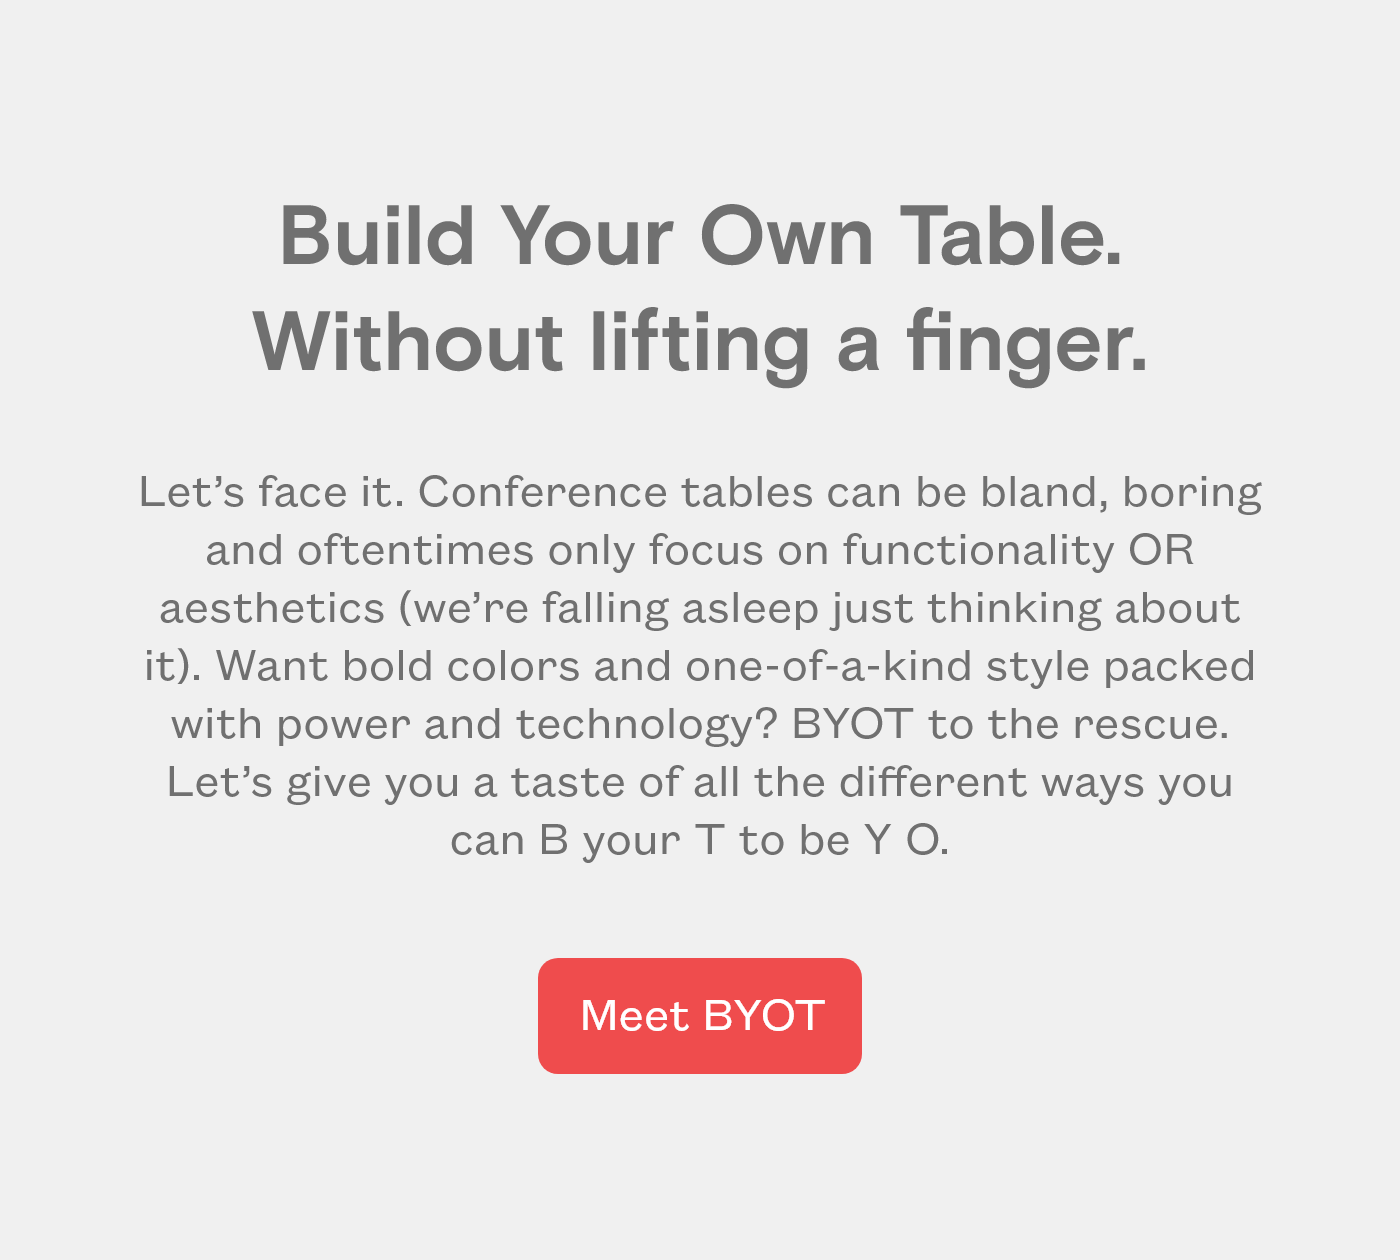 Build Your Own Table.
Without lifting a finger.
Let’s face it. Conference tables can be bland, boring
and oftentimes only focus on functionality OR
aesthetics (we’re falling asleep just thinking about
it). Want bold colors and one-of-a-kind style packed
with power and technology? BYOT to the rescue.
Let’s give you a taste of all the different ways you
can B your T to be Y O.
Meet BYOT